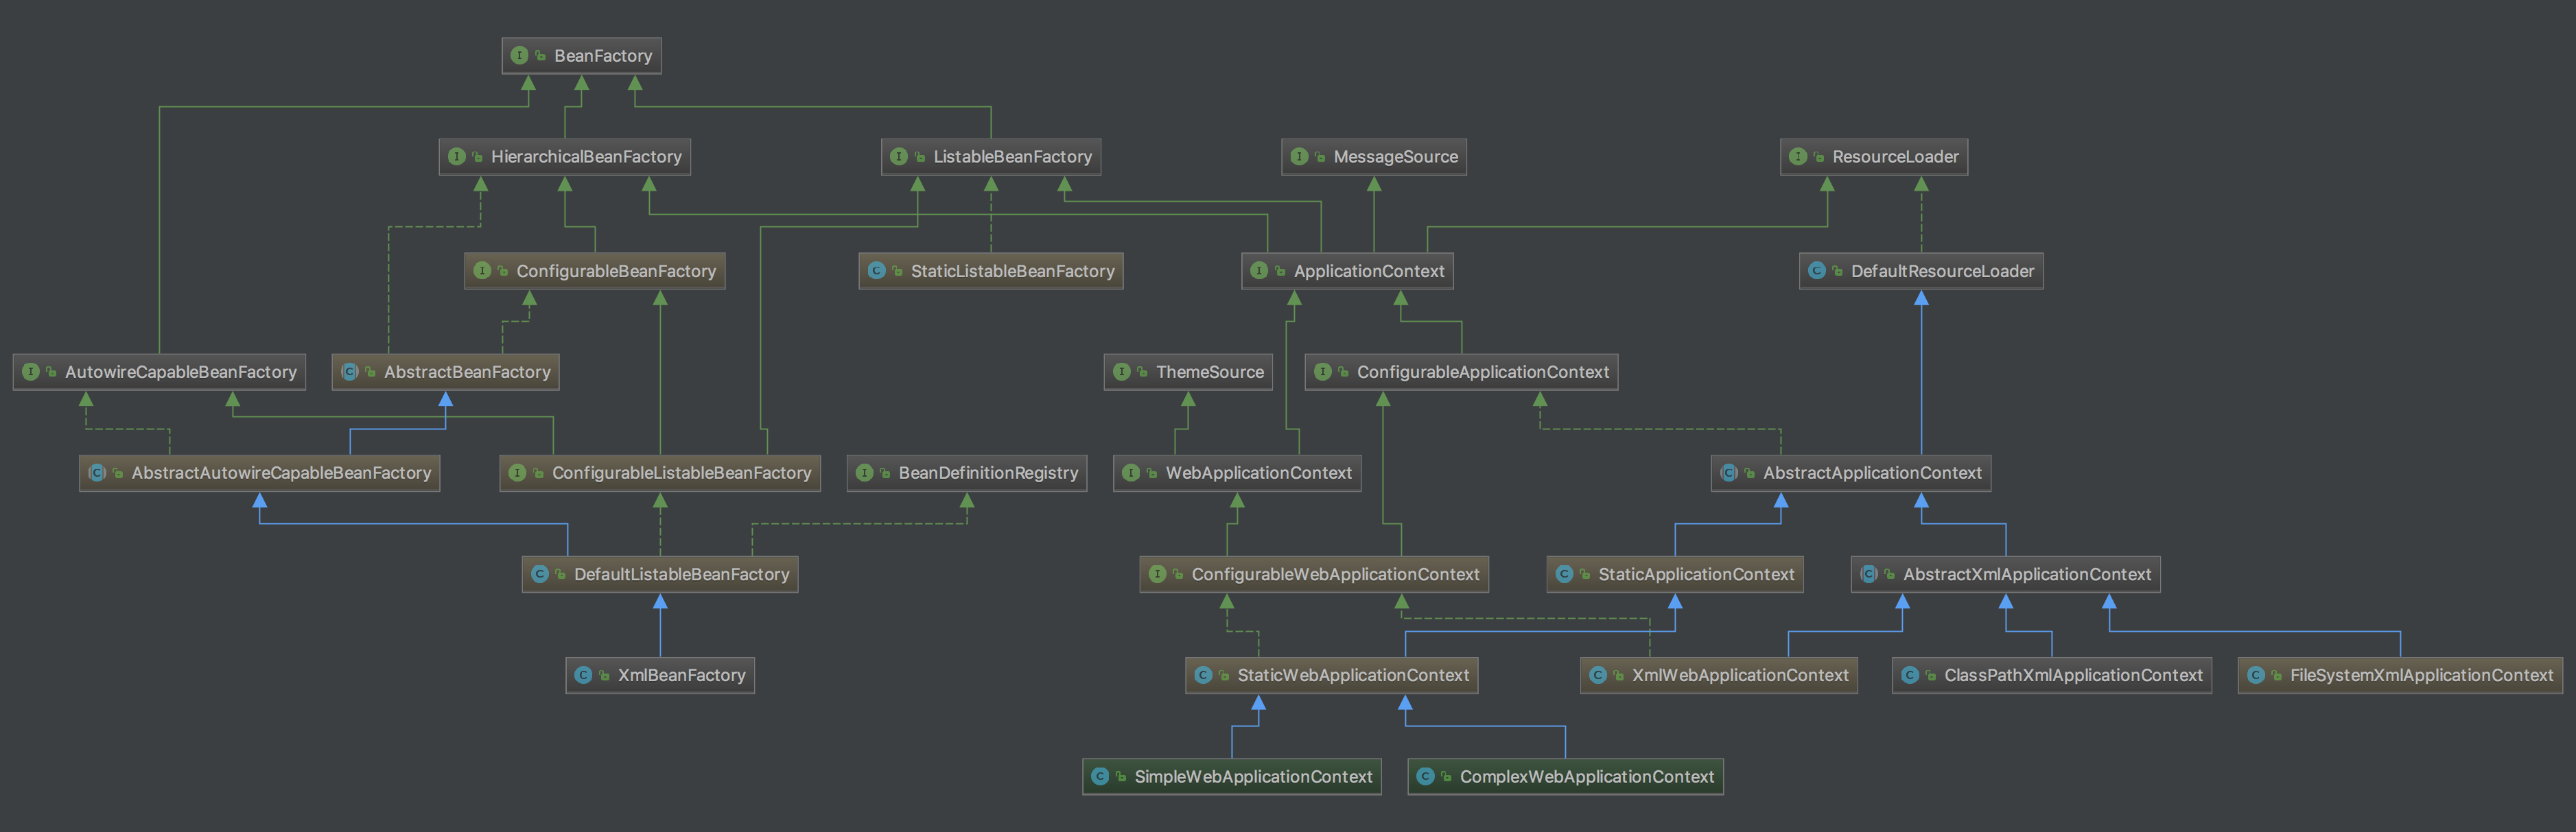 BeanFactory
HierarchicalBeanFactory
ListableBeanFactory
MessageSource
ResourceLoader
ConfigurableBeanFactory
StaticListableBeanFactory
ApplicationContext
DefaultResourceLoader
AutowireCapableBeanFactory
AbstractBeanFactory
ThemeSource
ConfigurableApplicationContext
AbstractAutowireCapableBeanFactory
ConfigurableListableBeanFactory
BeanDefinitionRegistry
WebApplicationContext
AbstractApplicationContext
DefaultListableBeanFactory
ConfigurableWebApplicationContext
StaticApplicationContext
AbstractXmlApplicationContext
XmlBeanFactory
StaticWebApplicationContext
XmlWebApplicationContext
ClassPathXmlApplicationContext
FileSystemXmlApplicationContext
SimpleWebApplicationContext
ComplexWebApplicationContext